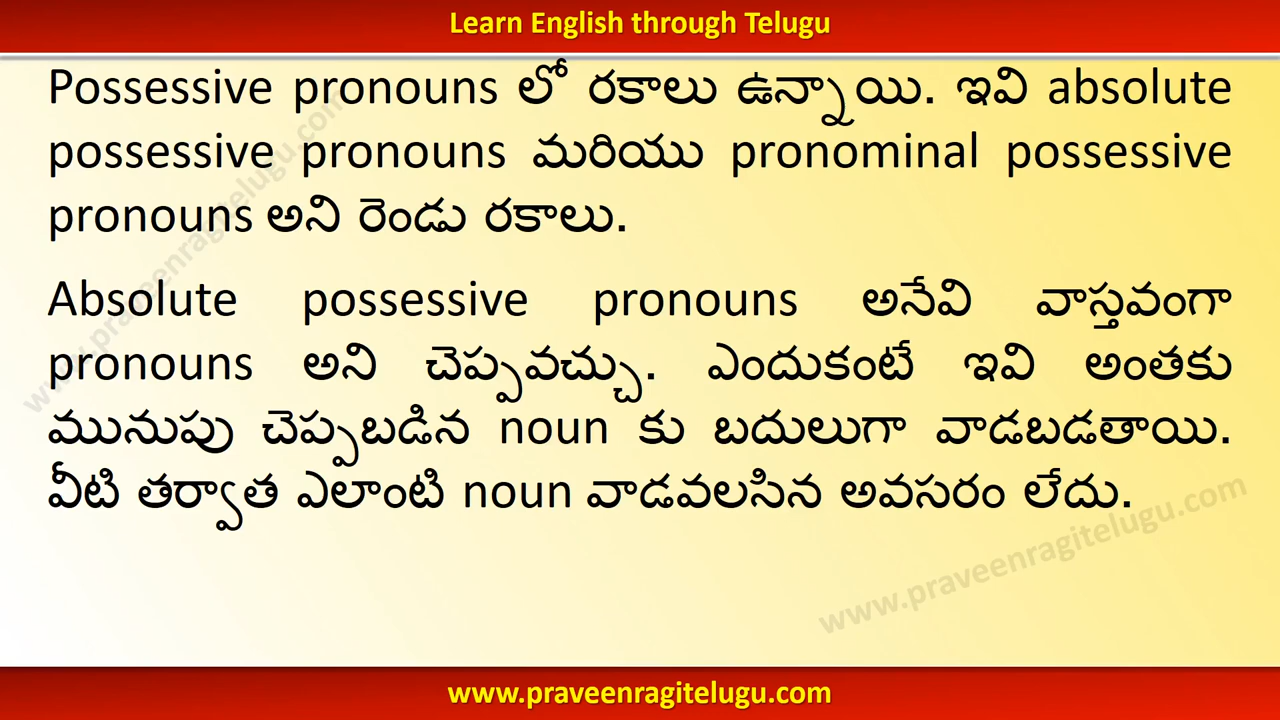 Learn English through Telugu
Possessive pronouns లో రకాలు ఉన్నాయి. ఇవి absolute
possessive pronouns మరియు pronominal possessive
pronouns అని రెండు రకాలు.
Absolute possessive pronouns అనేవి వాస్తవంగా
pronouns అని చెప్పవచ్చు. ఎందుకంటే ఇవి అంతకు
మునుపు చెప్పబడిన noun కు బదులుగా వాడబడతాయి.
వీటి తర్వాత ఎలాంటి noun వాడవలసిన అవసరం లేదు.
www.praveenragitelugu.com
www.praveenragitelugu.com
www.praveenragitelugu.com